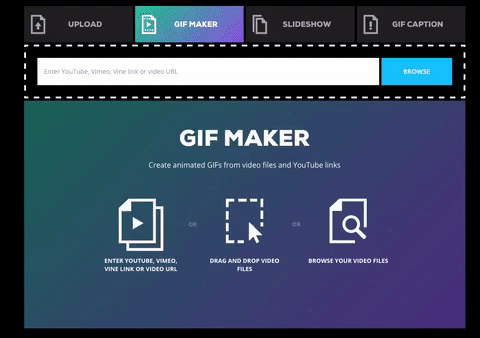 UPLOAD
GIF MAKER
SLIDESHOW
GIF CAPTION
Enter YouTube, Vimeo, Vine link or video URL
BROWSE
GIF MAKER
Create animated GIFs from video files and YouTube links
OR
OR
ENTER YOUTUBE, VIMEO,
VINE LINK OR VIDEO URL
DRAG AND DROP VIDEO
FILES
BROWSE YOUR VIDEO FILES